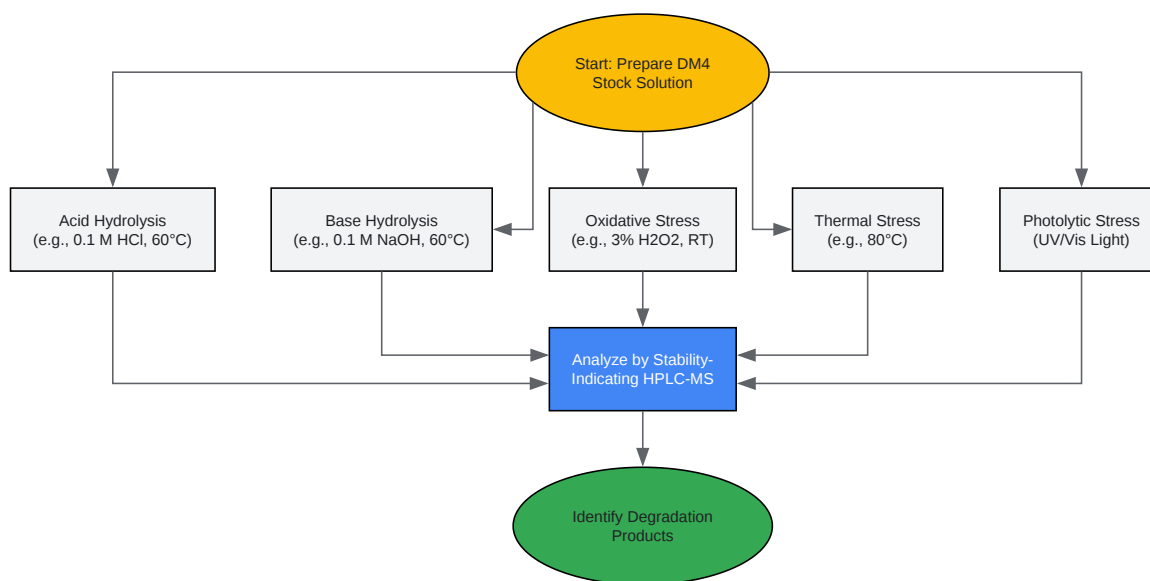 Start: Prepare DM4
Stock Solution
Acid Hydrolysis
(e.g., 0.1 M HCl, 60°C)
Base Hydrolysis
(e.g., 0.1 M NaOH, 60°C)
Oxidative Stress
(e.g., 3% H2O2, RT)
Thermal Stress
(e.g., 80°C)
Photolytic Stress
(UV/Vis Light)
Analyze by Stability-
Indicating HPLC-MS
Identify Degradation
Products